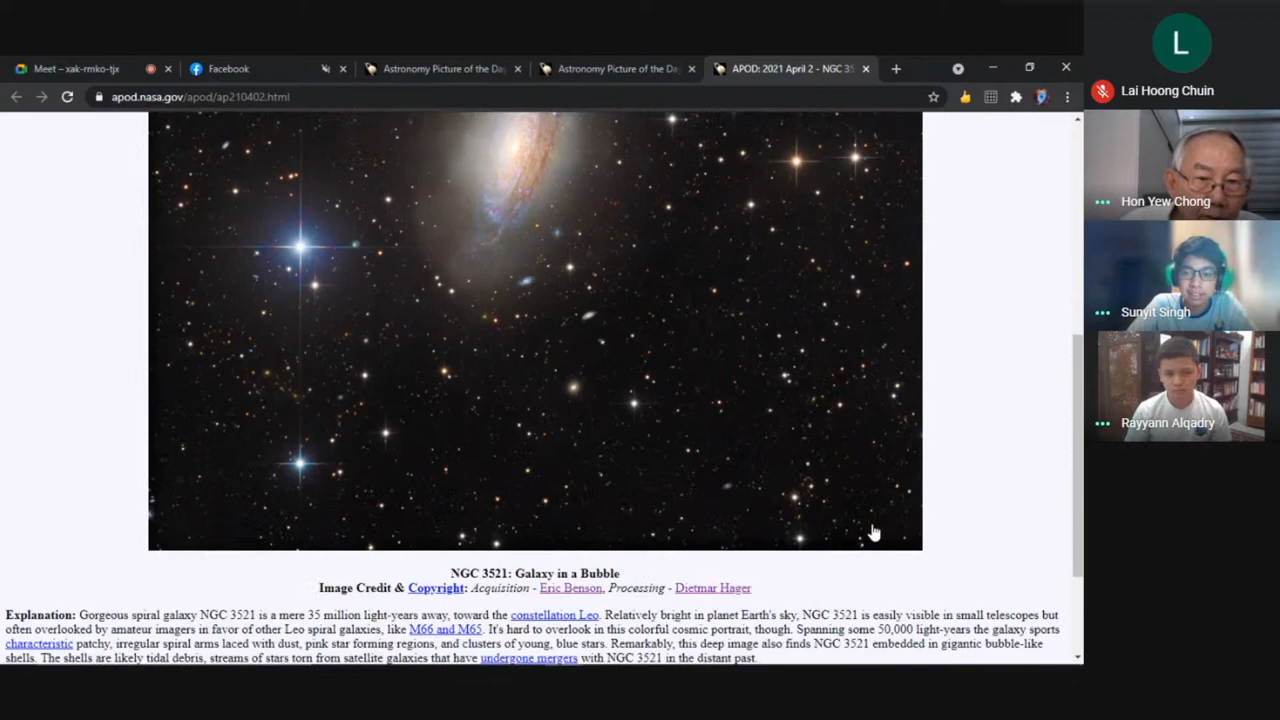 Meet – xak-rmko-tjx
Facebook
Astronomy Picture of the Da
Astronomy Picture of the Da
APOD: 2021 April 2 - NGC 35
apod.nasa.gov/apod/ap210402.html
L
Lai Hoong Chuin
Hon Yew Chong
Sunyit Singh
Rayyann Alqadry
NGC 3521: Galaxy in a Bubble
Image Credit & Copyright: Acquisition - Eric Benson, Processing - Dietmar Hager
Explanation: Gorgeous spiral galaxy NGC 3521 is a mere 35 million light-years away, toward the constellation Leo. Relatively bright in planet Earth's sky, NGC 3521 is easily visible in small telescopes but
often overlooked by amateur imagers in favor of other Leo spiral galaxies, like M66 and M65. It's hard to overlook in this colorful cosmic portrait, though. Spanning some 50,000 light-years the galaxy sports
characteristic patchy, irregular spiral arms laced with dust, pink star forming regions, and clusters of young, blue stars. Remarkably, this deep image also finds NGC 3521 embedded in gigantic bubble-like
shells. The shells are likely tidal debris, streams of stars torn from satellite galaxies that have undergone mergers with NGC 3521 in the distant past.